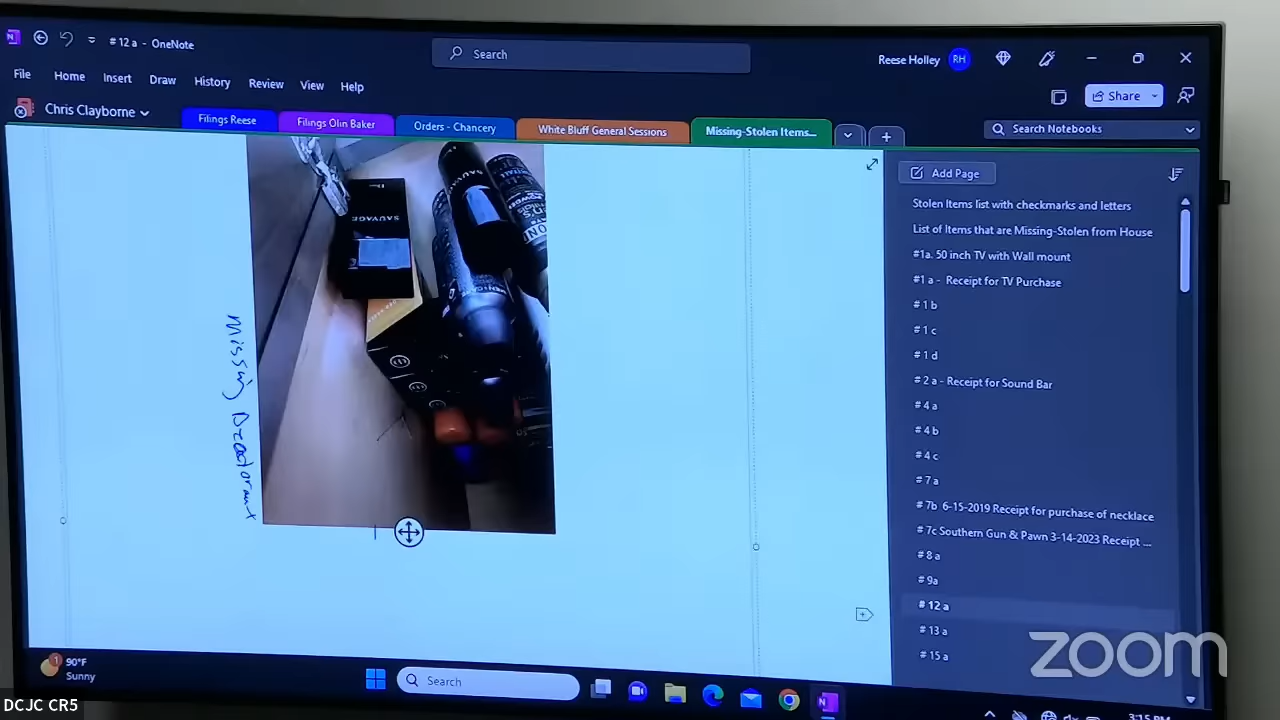 # 12 a - OneNote
Search
Reese Holley RH
File Home Insert Draw History Review View Help
Share
Chris Clayborne
Filings Reese
Filings Olin Baker
Orders - Chancery
White Bluff General Sessions
Missing-Stolen Items...
Search Notebooks
Add Page
Stolen Items list with checkmarks and letters
List of Items that are Missing-Stolen from House
#1a. 50 inch TV with Wall mount
#1 a - Receipt for TV Purchase
# 1 b
# 1 c
# 1 d
# 2 a - Receipt for Sound Bar
# 4 a
# 4 b
# 4 c
# 7 a
# 7b 6-15-2019 Receipt for purchase of necklace
# 7c Southern Gun & Pawn 3-14-2023 Receipt ...
# 8 a
# 9a
# 12 a
# 13 a
# 15 a
SAUVAGE
SAUVAGE
Missing Deodorant
zoom
90°F
Sunny
Search
3:15 PM
DCJC CR5